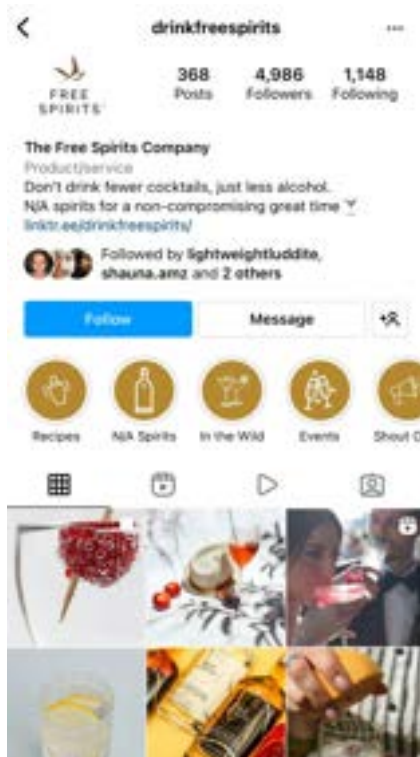 drinkfreespirits
FREE
SPIRITS
368 4,986 1,148
Posts Followers Following
The Free Spirits Company
Product/service
Don't drink fewer cocktails, just less alcohol.
N/A spirits for a non-compromising great time
linktr.ee/drinkfreespirits/
Followed by lightweightluddite,
shauna.amz and 2 others
Follow Message
Recipes N/A Spirits In the Wild Events Shout O